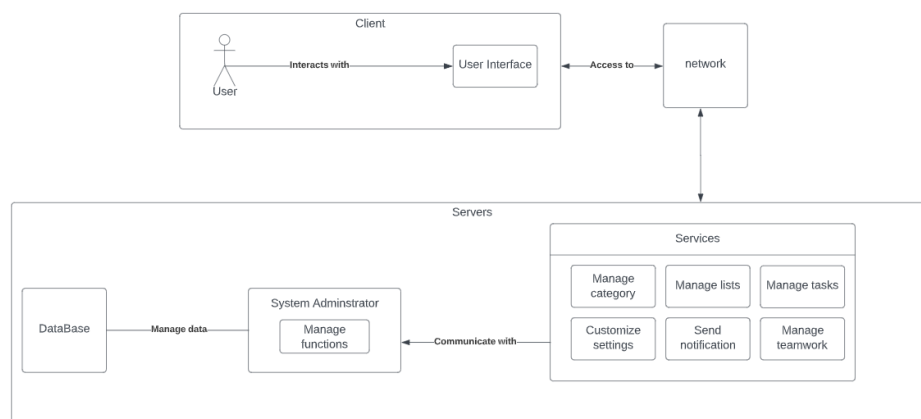 Client
User
Interacts with
User Interface
Access to
network
Servers
Services
Manage
category
Manage lists
Manage tasks
Customize
settings
Send
notification
Manage
teamwork
DataBase
Manage data
System Adminstrator
Manage
functions
Communicate with